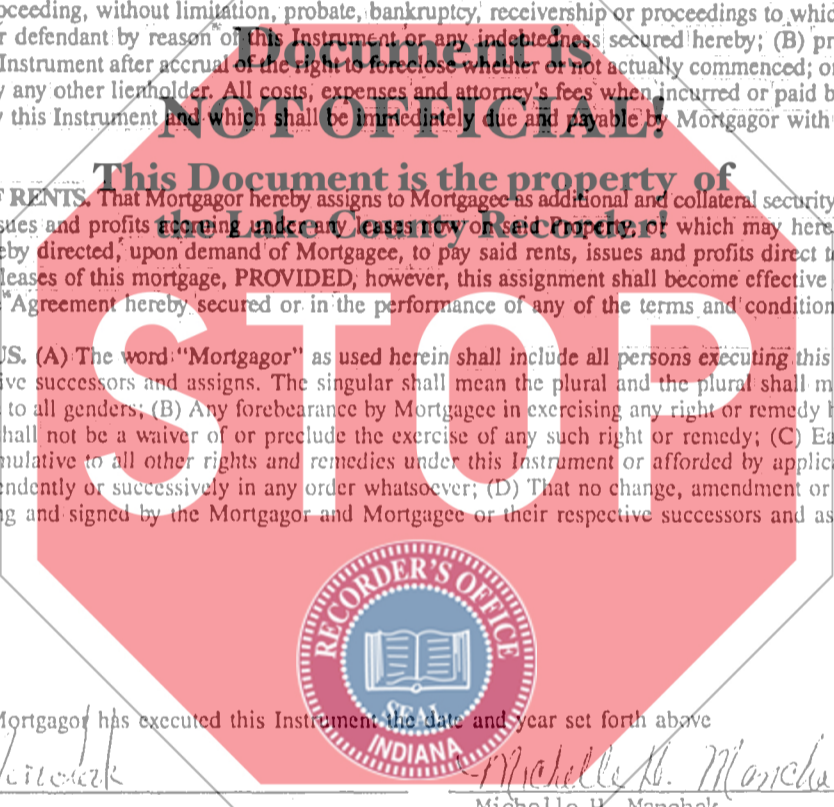 oceeding, without limitation, probate, bankruptcy, receivership or proceedings to whic
r defendant by reason of this Instrument or any indebtedness secured hereby; (B) pr
Document is
Instrument after accrual of the right to foreclose whether or not actually commenced; o
y any other lienholder. All costs, expenses and attorney's fees when incurred or paid b
NOT OFFICIAL!
y this Instrument and which shall be immediately due and payable by Mortgagor with
This Document is the property of
F RENTS. That Mortgagor hereby assigns to Mortgagee as additional and collateral security
the Lake County Recorder!
sues and profits accruing under any leases now on said Property, or which may here
eby directed, upon demand of Mortgagee, to pay said rents, issues and profits direct t
leases of this mortgage, PROVIDED, however, this assignment shall become effective
Agreement hereby secured or in the performance of any of the terms and condition
STOP
US. (A) The word "Mortgagor" as used herein shall include all persons executing this
ive successors and assigns. The singular shall mean the plural and the plural shall m
to all genders; (B) Any forebearance by Mortgagee in exercising any right or remedy h
hall not be a waiver of or preclude the exercise of any such right or remedy; (C) Ea
mulative to all other rights and remedies under this Instrument or afforded by applic
endently or successively in any order whatsoever; (D) That no change, amendment or
ng and signed by the Mortgagor and Mortgagee or their respective successors and as
RECORDER'S OFFICE
SEAL
INDIANA
Mortgagor has executed this Instrument the date and year set forth above
Michelle H. Mancha
Michelle H. Manchak